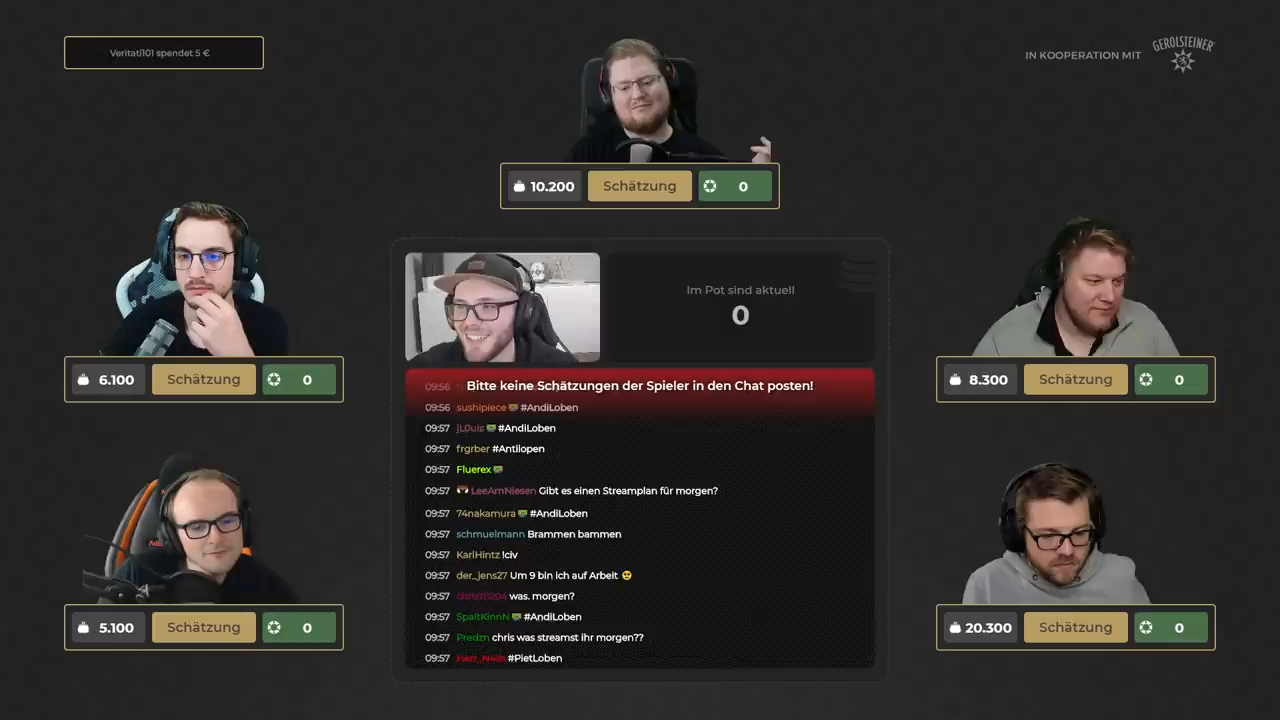 Veritati101 spendet 5 €
IN KOOPERATION MIT
GEROLSTEINER
10.200 Schätzung 0
6.100 Schätzung 0
Im Pot sind aktuell
0
8.300 Schätzung 0
Bitte keine Schätzungen der Spieler in den Chat posten!
09:56
09:56 sushipiece #AndiLoben
09:57 jL0uis #AndiLoben
09:57 frgrber #Antilopen
09:57 Fluerex
09:57 LeeAmNiesen Gibt es einen Streamplan für morgen?
09:57 74nakamura #AndiLoben
09:57 schmuelmann Brammen bammen
09:57 KarlHintz !civ
09:57 der_jens27 Um 9 bin ich auf Arbeit
09:57 was. morgen?
09:57 SpaltKinnN #AndiLoben
09:57 Predzn chris was streamst ihr morgen??
09:57 #PietLoben
5.100 Schätzung 0
20.300 Schätzung 0